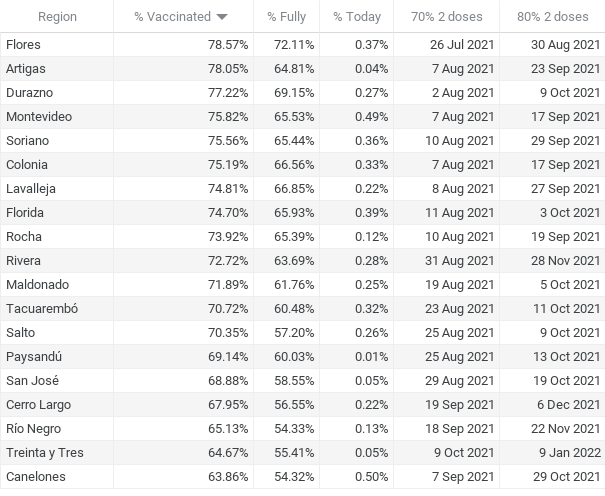 Region % Vaccinated % Fully % Today 70% 2 doses 80% 2 doses
Flores 78.57% 72.11% 0.37% 26 Jul 2021 30 Aug 2021
Artigas 78.05% 64.81% 0.04% 7 Aug 2021 23 Sep 2021
Durazno 77.22% 69.15% 0.27% 2 Aug 2021 9 Oct 2021
Montevideo 75.82% 65.53% 0.49% 7 Aug 2021 17 Sep 2021
Soriano 75.56% 65.44% 0.36% 10 Aug 2021 29 Sep 2021
Colonia 75.19% 66.56% 0.33% 7 Aug 2021 17 Sep 2021
Lavalleja 74.81% 66.85% 0.22% 8 Aug 2021 27 Sep 2021
Florida 74.70% 65.93% 0.39% 11 Aug 2021 3 Oct 2021
Rocha 73.92% 65.39% 0.12% 10 Aug 2021 19 Sep 2021
Rivera 72.72% 63.69% 0.28% 31 Aug 2021 28 Nov 2021
Maldonado 71.89% 61.76% 0.25% 19 Aug 2021 5 Oct 2021
Tacuarembó 70.72% 60.48% 0.32% 23 Aug 2021 11 Oct 2021
Salto 70.35% 57.20% 0.26% 25 Aug 2021 9 Oct 2021
Paysandú 69.14% 60.03% 0.01% 25 Aug 2021 13 Oct 2021
San José 68.88% 58.55% 0.05% 29 Aug 2021 19 Oct 2021
Cerro Largo 67.95% 56.55% 0.22% 19 Sep 2021 6 Dec 2021
Río Negro 65.13% 54.33% 0.13% 18 Sep 2021 22 Nov 2021
Treinta y Tres 64.67% 55.41% 0.05% 9 Oct 2021 9 Jan 2022
Canelones 63.86% 54.32% 0.50% 7 Sep 2021 29 Oct 2021